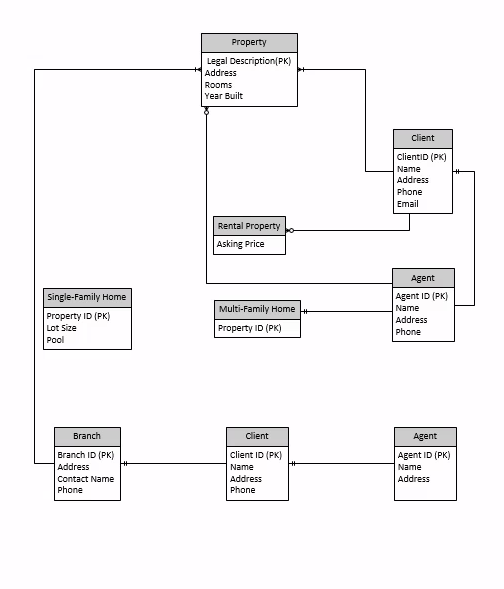 Property
Legal Description(PK)
Address
Rooms
Year Built
Client
ClientID (PK)
Name
Address
Phone
Email
Rental Property
Asking Price
Agent
Agent ID (PK)
Name
Address
Phone
Single-Family Home
Property ID (PK)
Lot Size
Pool
Multi-Family Home
Property ID (PK)
Branch
Branch ID (PK)
Address
Contact Name
Phone
Client
Client ID (PK)
Name
Address
Phone
Agent
Agent ID (PK)
Name
Address